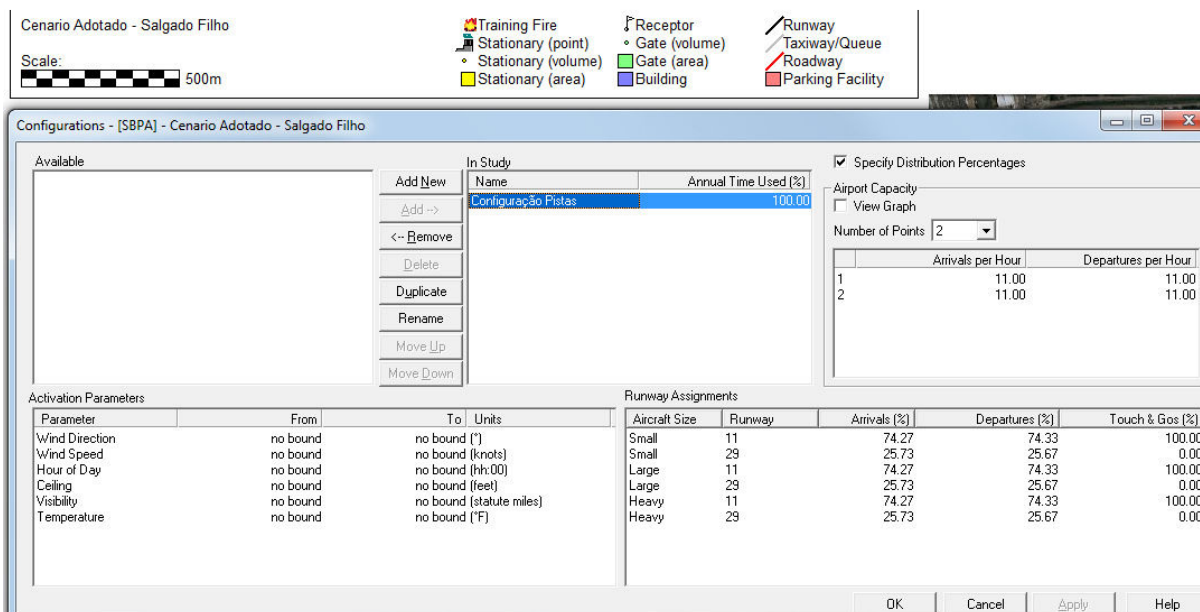 Cenario Adotado - Salgado Filho
Scale:
500m
Training Fire
Stationary (point)
Stationary (volume)
Stationary (area)
Receptor
Gate (volume)
Gate (area)
Building
Runway
Taxiway/Queue
Roadway
Parking Facility
Configurations - [SBPA] - Cenario Adotado - Salgado Filho
Available
Add New
Add -->
<-- Remove
Delete
Duplicate
Rename
Move Up
Move Down
In Study
Name Annual Time Used (%)
Configuração Pistas 100.00
Specify Distribution Percentages
Airport Capacity
View Graph
Number of Points 2
Arrivals per Hour Departures per Hour
1 11.00 11.00
2 11.00 11.00
Activation Parameters
Parameter From To Units
Wind Direction no bound no bound (°)
Wind Speed no bound no bound (knots)
Hour of Day no bound no bound (hh:00)
Ceiling no bound no bound (feet)
Visibility no bound no bound (statute miles)
Temperature no bound no bound (°F)
Runway Assignments
Aircraft Size Runway Arrivals (%) Departures (%) Touch & Gos (%)
Small 11 74.27 74.33 100.00
Small 29 25.73 25.67 0.00
Large 11 74.27 74.33 100.00
Large 29 25.73 25.67 0.00
Heavy 11 74.27 74.33 100.00
Heavy 29 25.73 25.67 0.00
OK Cancel Apply Help